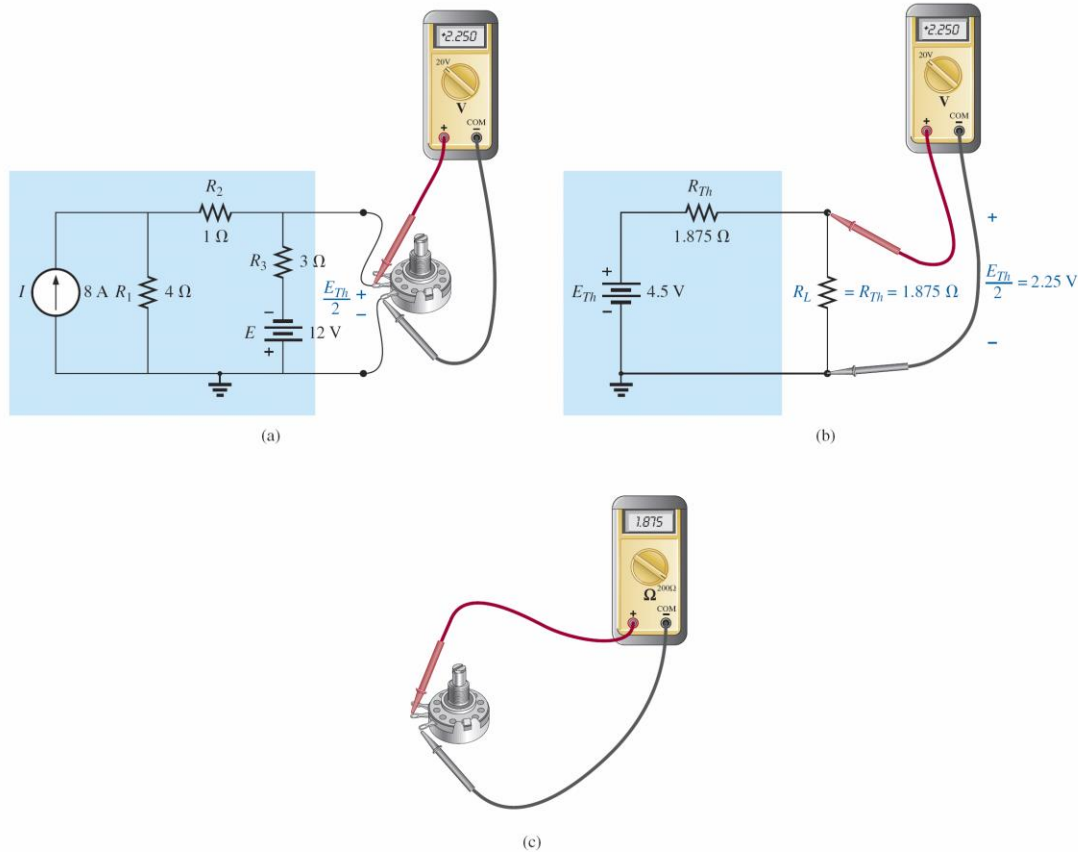 +2.250
20V
V
+
COM
–
R2
1 Ω
R3
3 Ω
I
8 A
R1
4 Ω
–
E
12 V
+
ETh/2
+
–
(a)
+2.250
20V
V
+
COM
–
RTh
1.875 Ω
+
ETh
4.5 V
–
RL
= RTh = 1.875 Ω
+
ETh/2 = 2.25 V
–
(b)
1.875
Ω
200Ω
+
COM
–
(c)